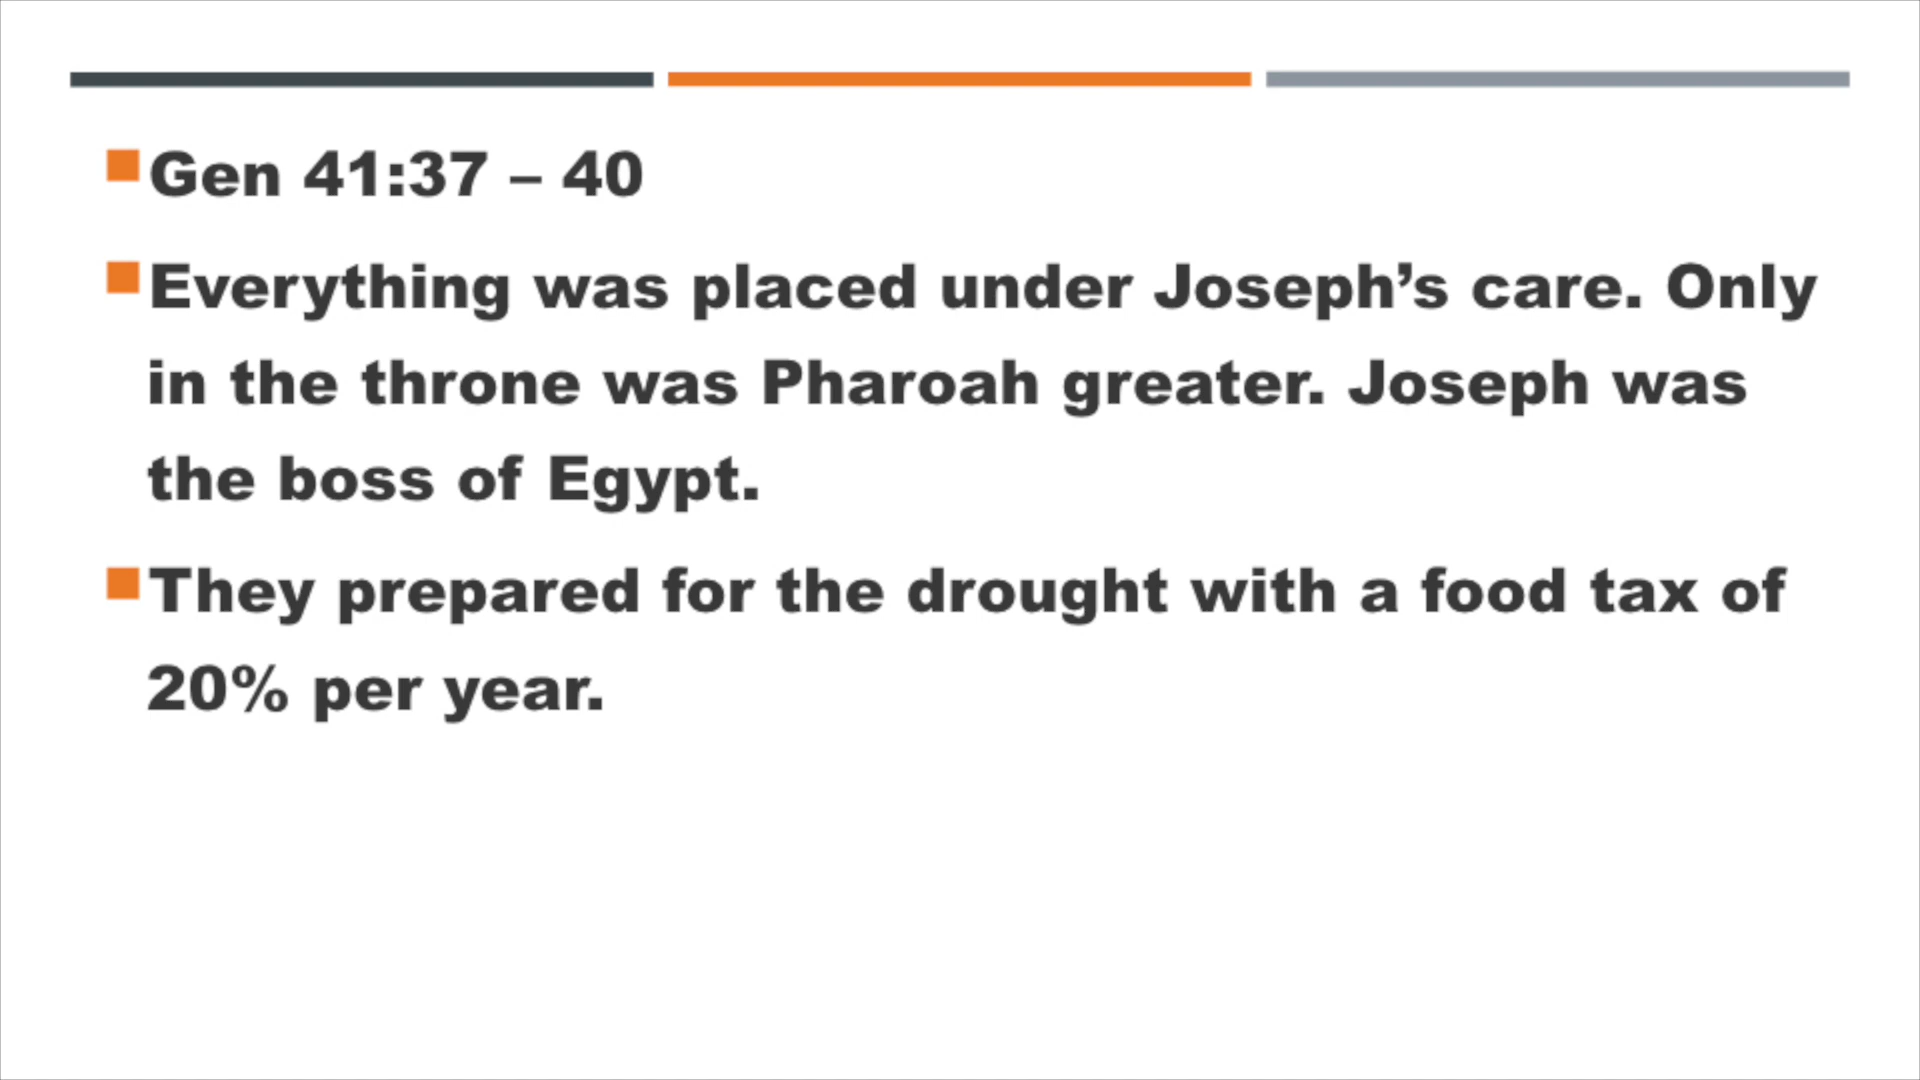 Gen 41:37 – 40
Everything was placed under Joseph’s care. Only
in the throne was Pharoah greater. Joseph was
the boss of Egypt.
They prepared for the drought with a food tax of
20% per year.